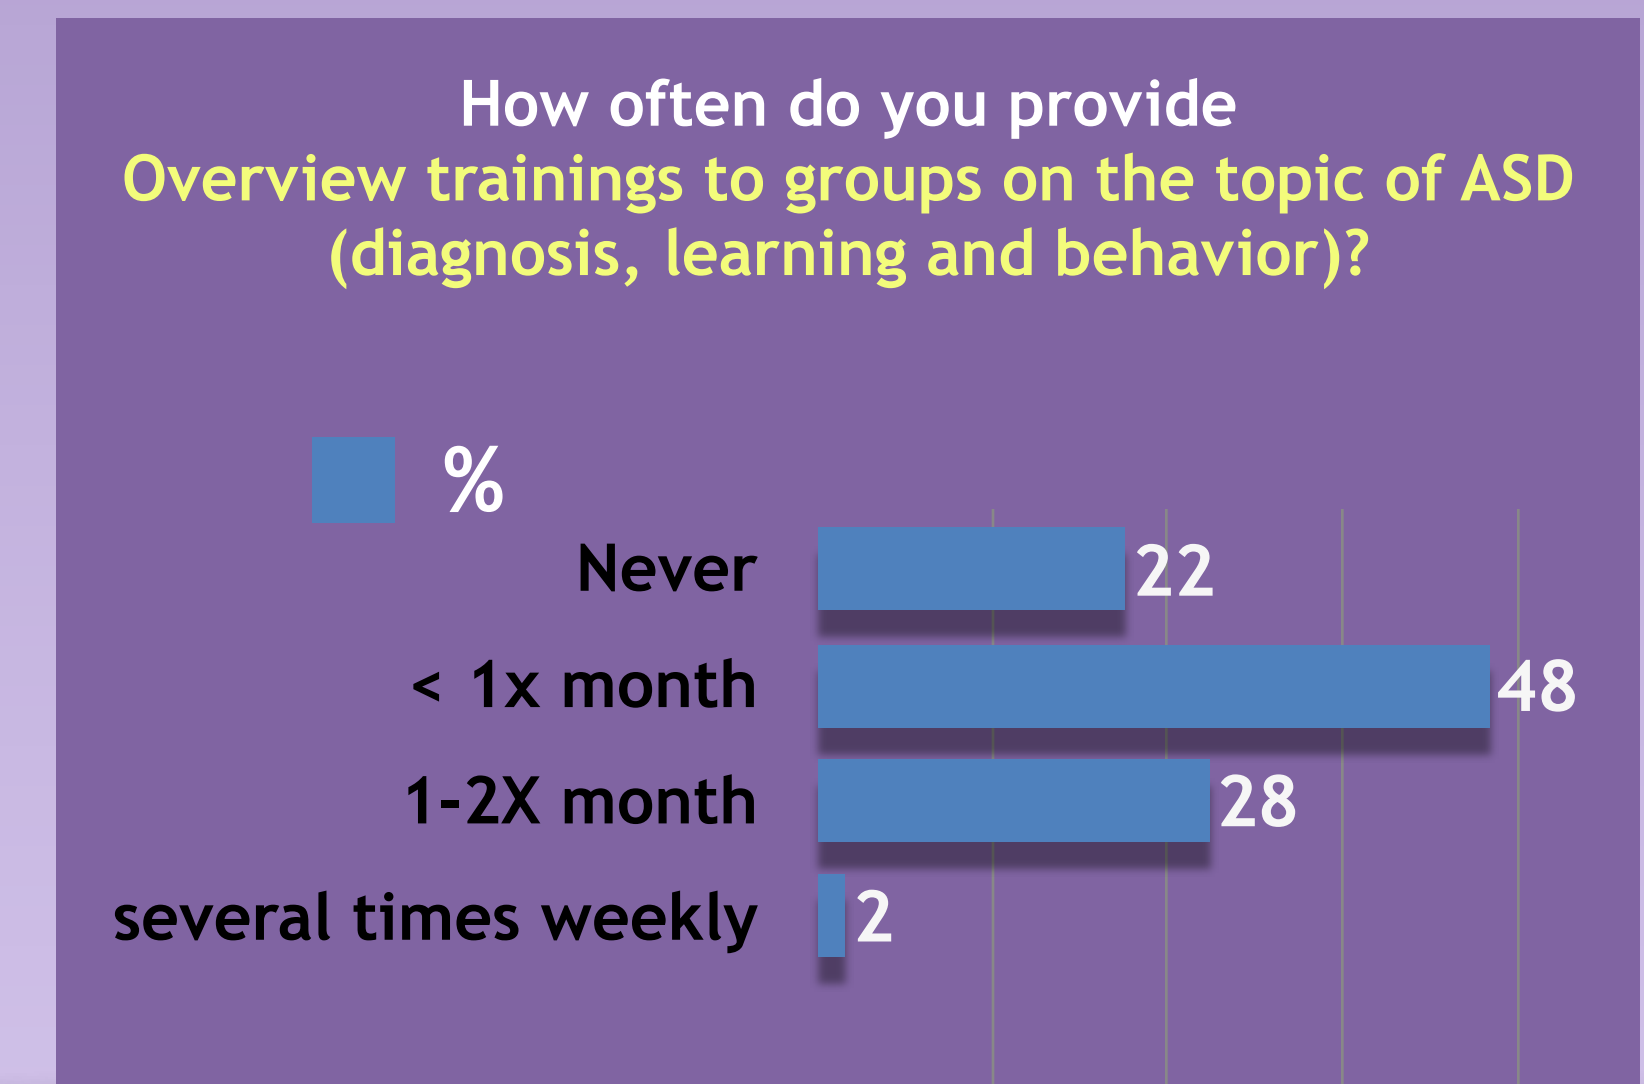 How often do you provide
Overview trainings to groups on the topic of ASD
(diagnosis, learning and behavior)?
%
Never 22
< 1x month 48
1-2X month 28
several times weekly 2